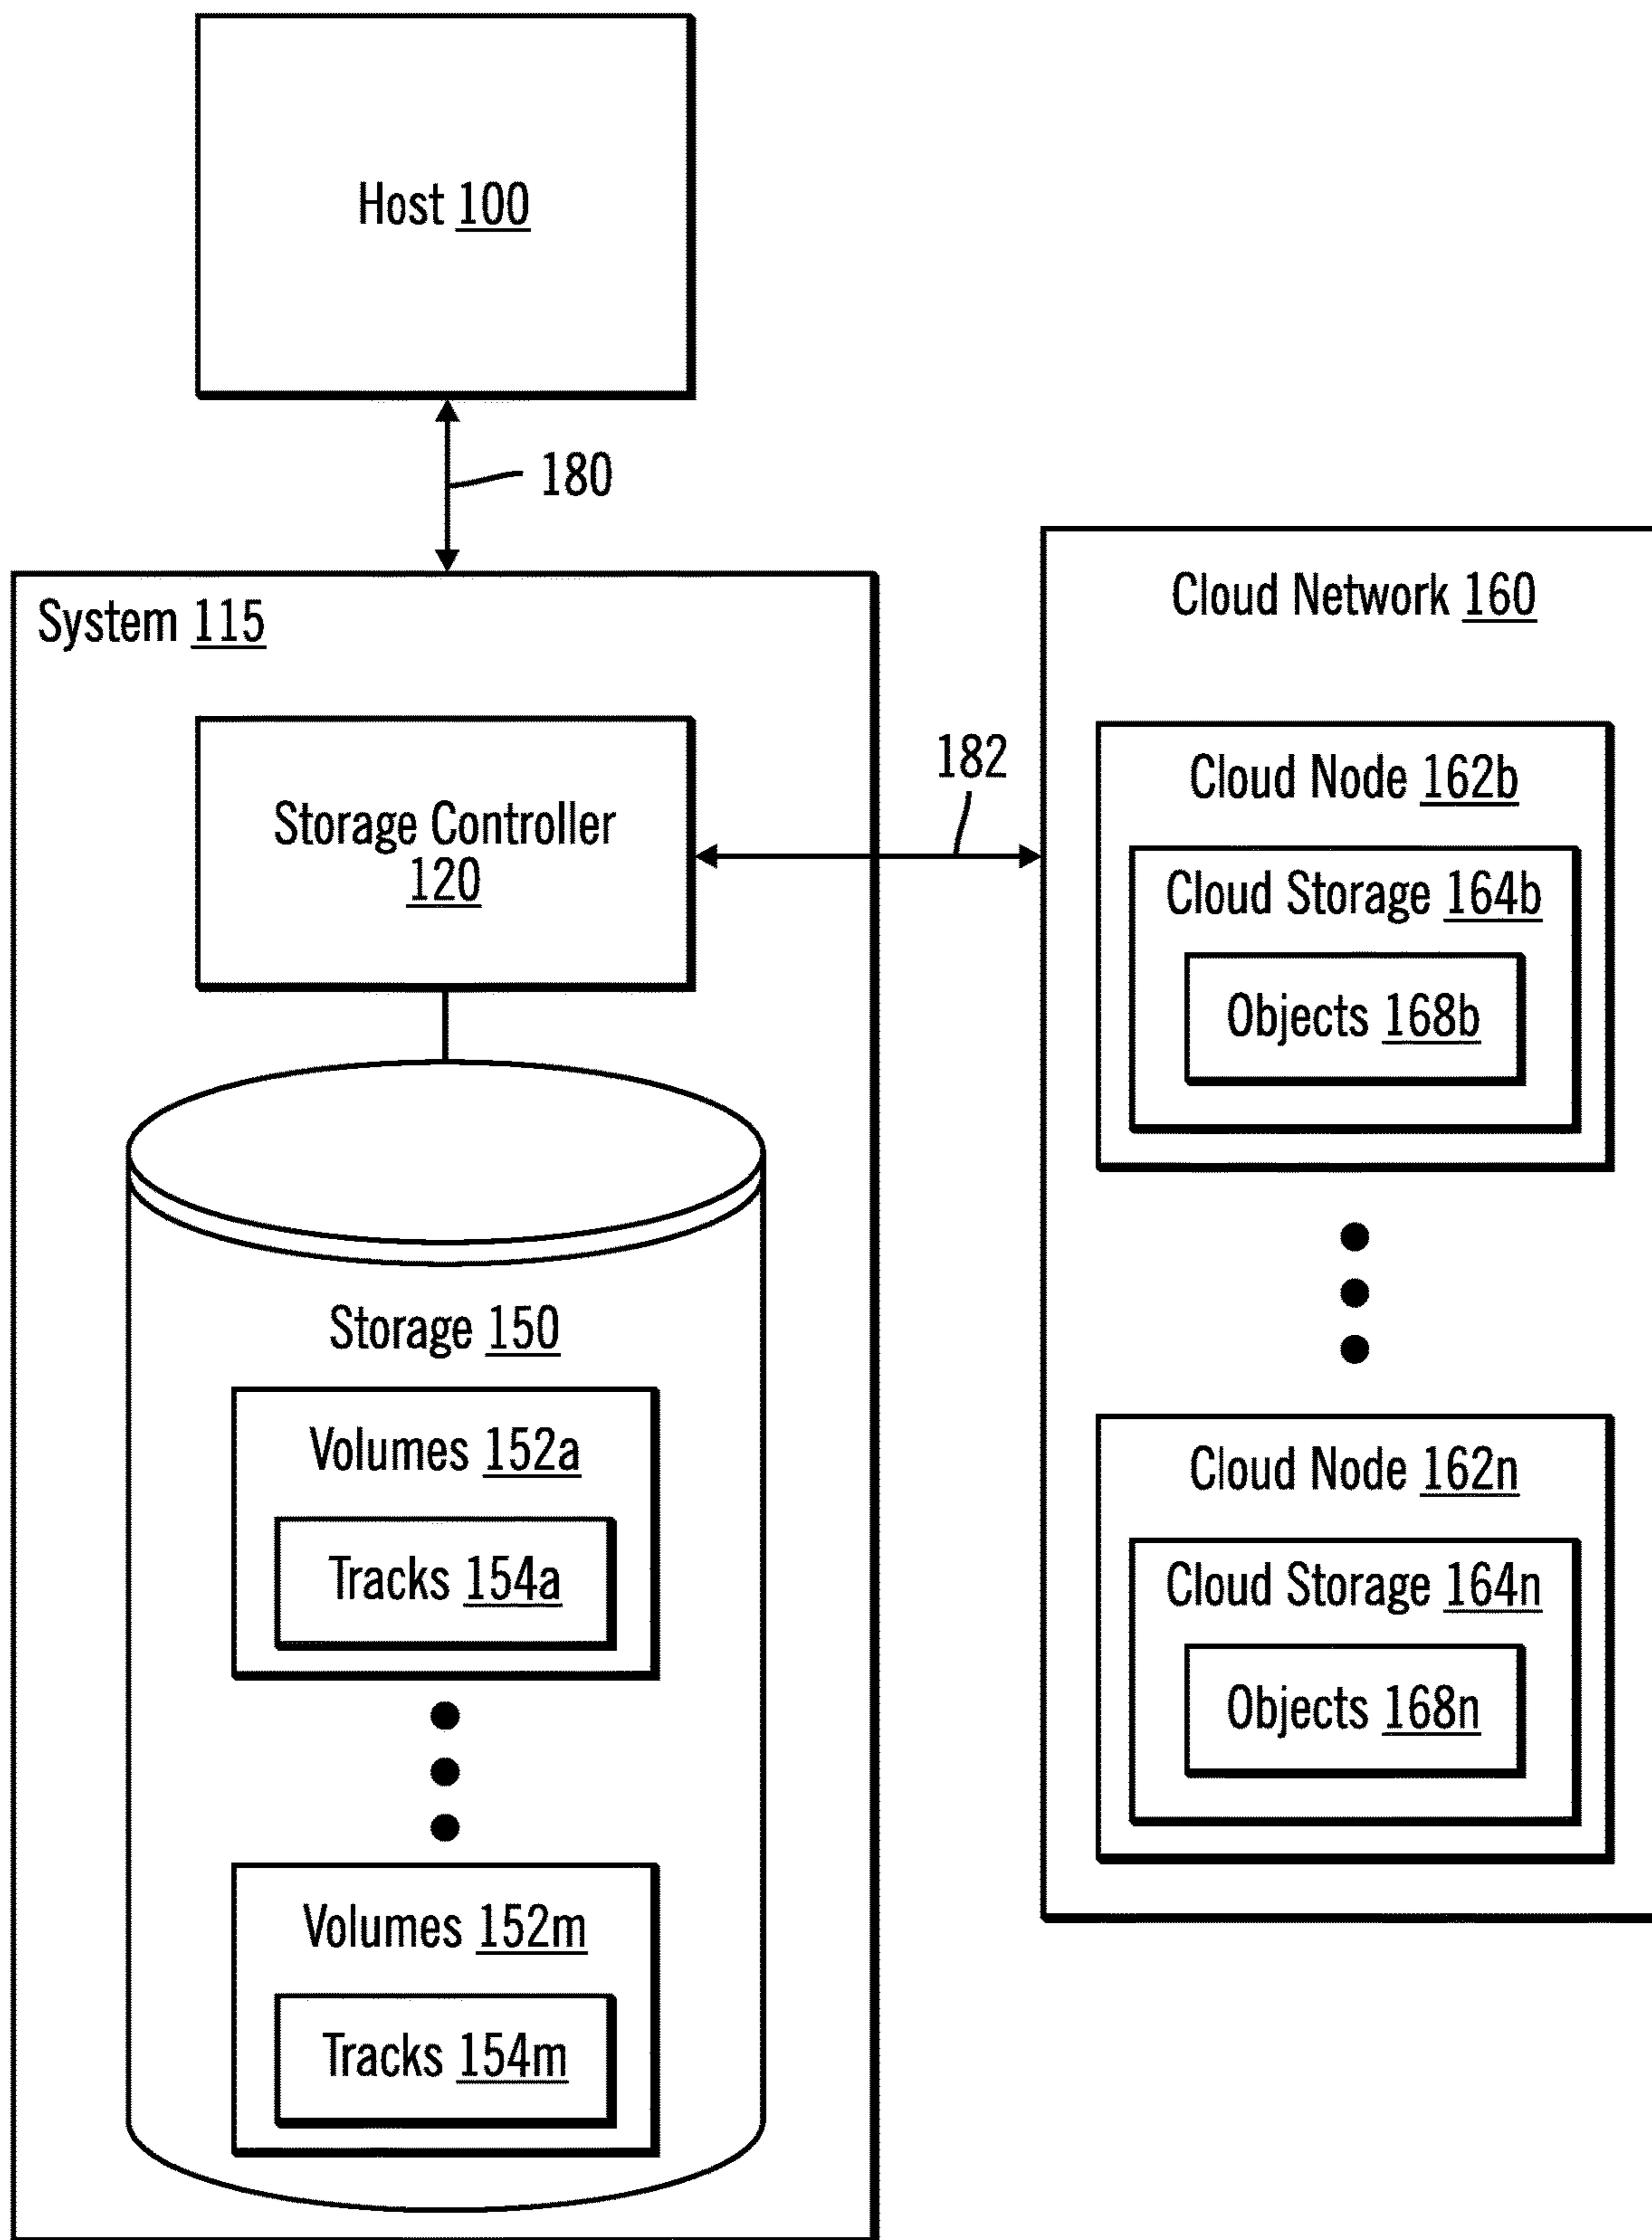 Host 100
180
System 115
Storage Controller
120
182
Storage 150
Volumes 152a
Tracks 154a
Volumes 152m
Tracks 154m
Cloud Network 160
Cloud Node 162b
Cloud Storage 164b
Objects 168b
Cloud Node 162n
Cloud Storage 164n
Objects 168n